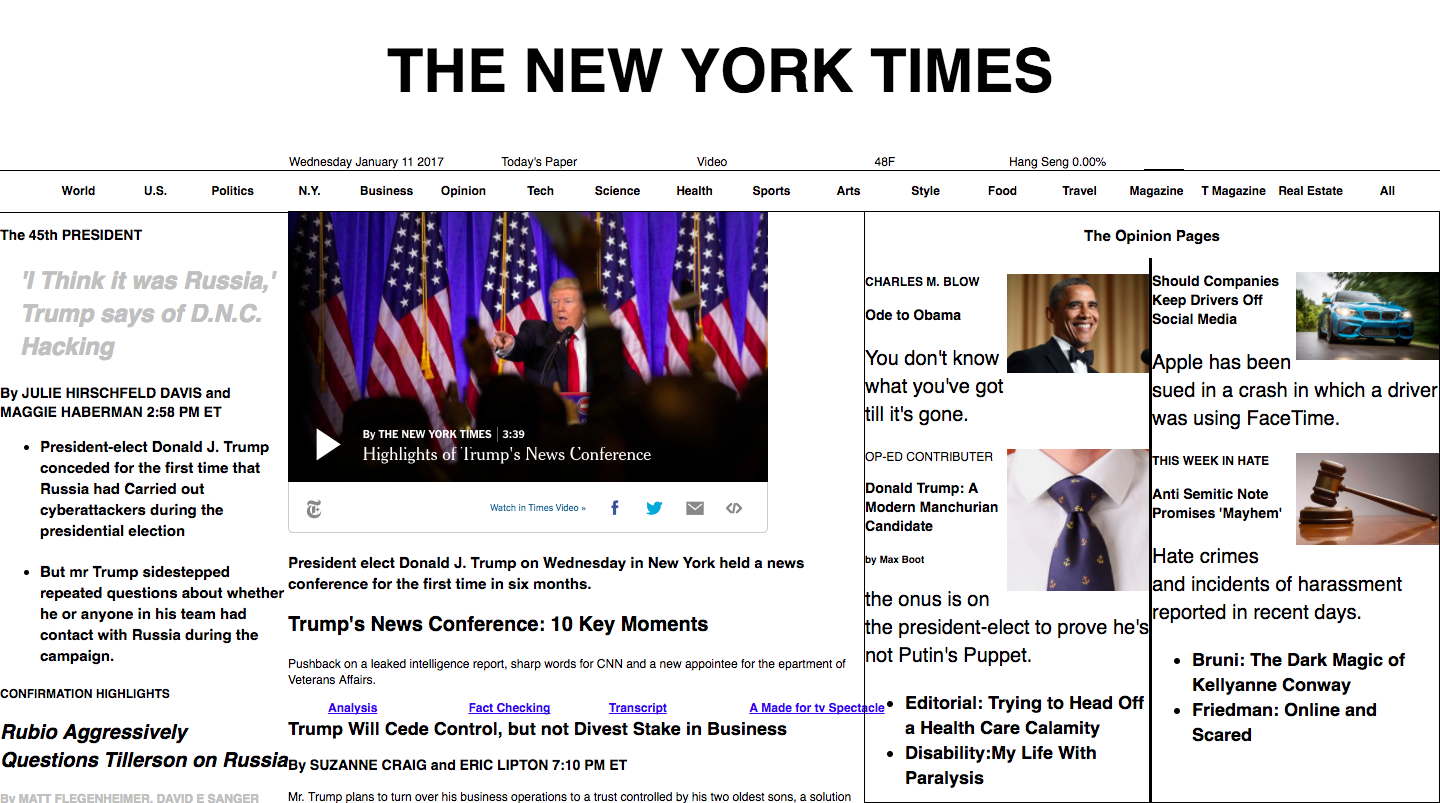 THE NEW YORK TIMES
Wednesday January 11 2017 Today's Paper Video 48F Hang Seng 0.00%
World U.S. Politics N.Y. Business Opinion Tech Science Health Sports Arts Style Food Travel Magazine T Magazine Real Estate All
The 45th PRESIDENT
'I Think it was Russia,'
Trump says of D.N.C.
Hacking
By JULIE HIRSCHFELD DAVIS and
MAGGIE HABERMAN 2:58 PM ET
• President-elect Donald J. Trump
conceded for the first time that
Russia had Carried out
cyberattackers during the
presidential election
• But mr Trump sidestepped
repeated questions about whether
he or anyone in his team had
contact with Russia during the
campaign.
CONFIRMATION HIGHLIGHTS
Rubio Aggressively
Questions Tillerson on Russia
By MATT FLEGENHEIMER, DAVID E SANGER
By THE NEW YORK TIMES | 3:39
Highlights of Trump's News Conference
Watch in Times Video »
President elect Donald J. Trump on Wednesday in New York held a news
conference for the first time in six months.
Trump's News Conference: 10 Key Moments
Pushback on a leaked intelligence report, sharp words for CNN and a new appointee for the epartment of
Veterans Affairs.
Analysis Fact Checking Transcript A Made for tv Spectacle
Trump Will Cede Control, but not Divest Stake in Business
By SUZANNE CRAIG and ERIC LIPTON 7:10 PM ET
Mr. Trump plans to turn over his business operations to a trust controlled by his two oldest sons, a solution
The Opinion Pages
CHARLES M. BLOW
Ode to Obama
You don't know
what you've got
till it's gone.
OP-ED CONTRIBUTER
Donald Trump: A
Modern Manchurian
Candidate
by Max Boot
the onus is on
the president-elect to prove he's
not Putin's Puppet.
• Editorial: Trying to Head Off
a Health Care Calamity
• Disability:My Life With
Paralysis
Should Companies
Keep Drivers Off
Social Media
Apple has been
sued in a crash in which a driver
was using FaceTime.
THIS WEEK IN HATE
Anti Semitic Note
Promises 'Mayhem'
Hate crimes
and incidents of harassment
reported in recent days.
• Bruni: The Dark Magic of
Kellyanne Conway
• Friedman: Online and
Scared